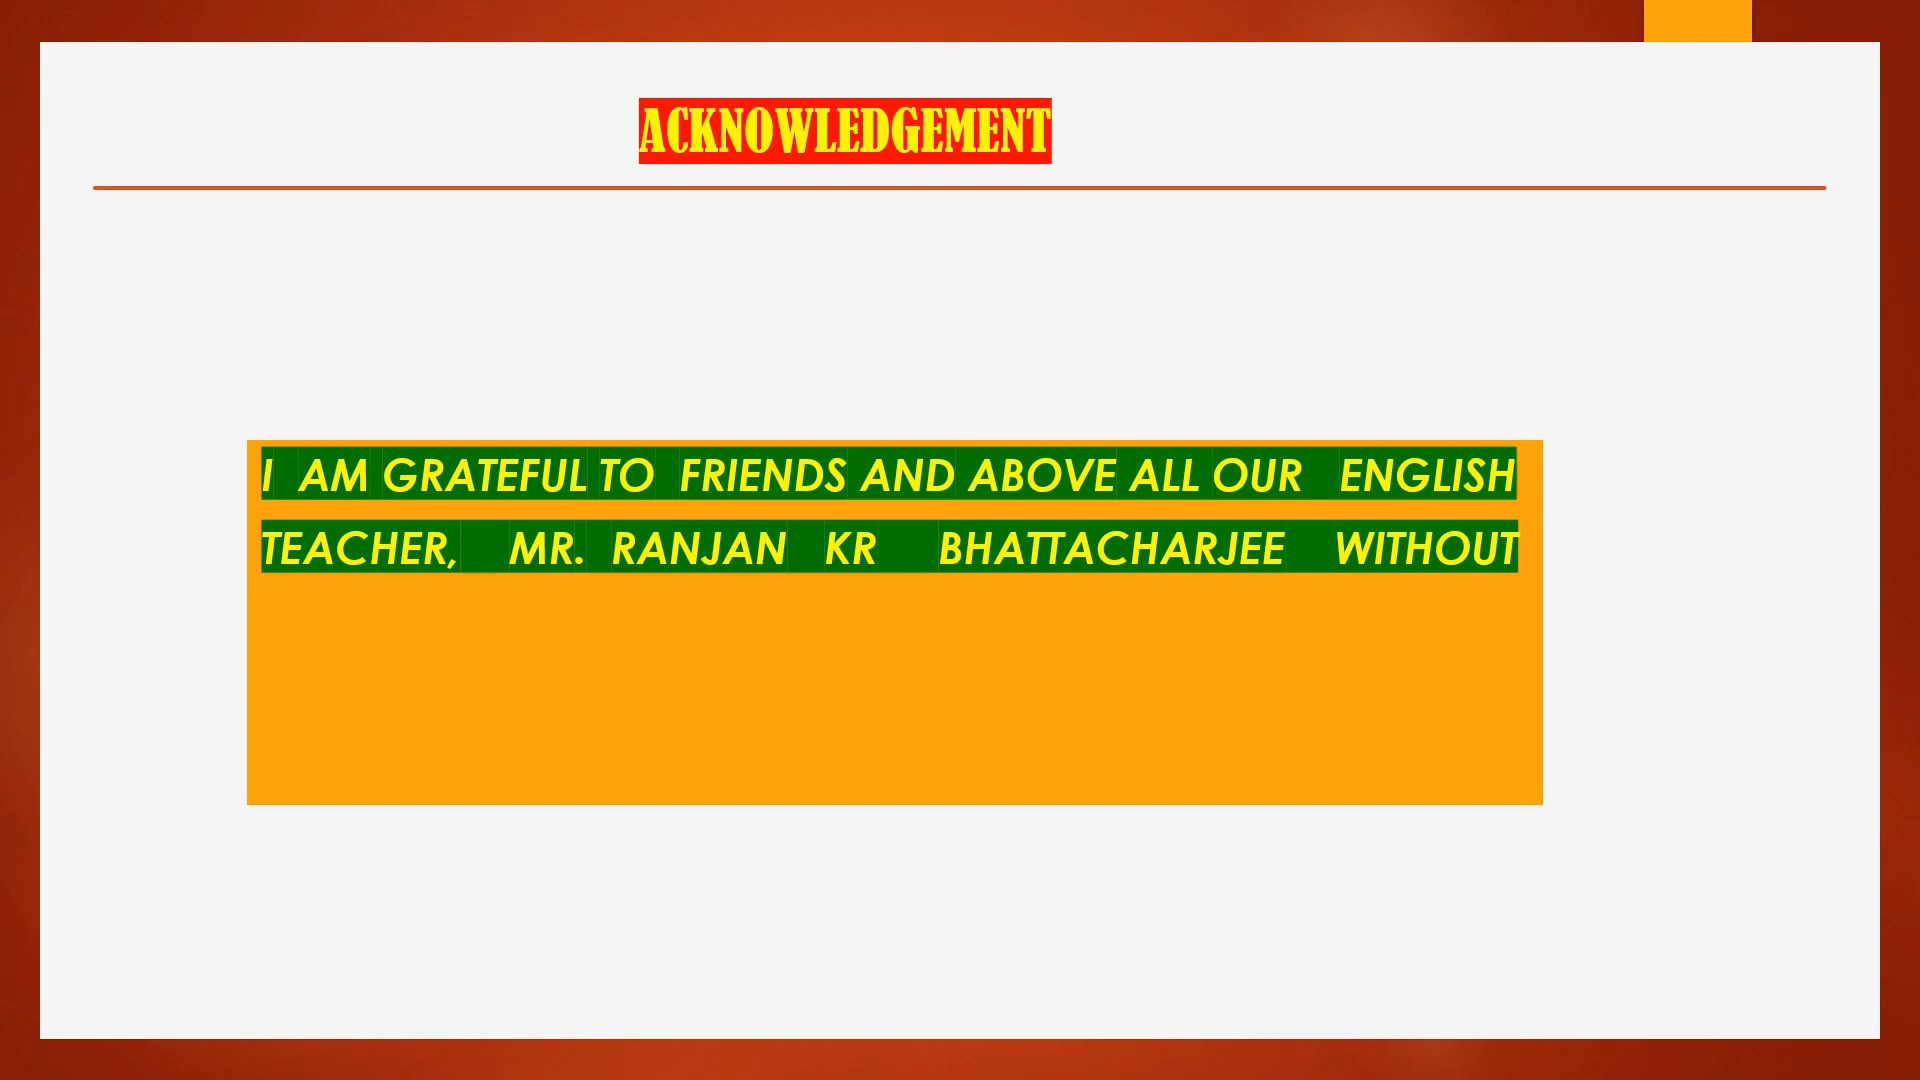 ACKNOWLEDGEMENT
I AM GRATEFUL TO FRIENDS AND ABOVE ALL OUR ENGLISH
TEACHER, MR. RANJAN KR BHATTACHARJEE WITHOUT